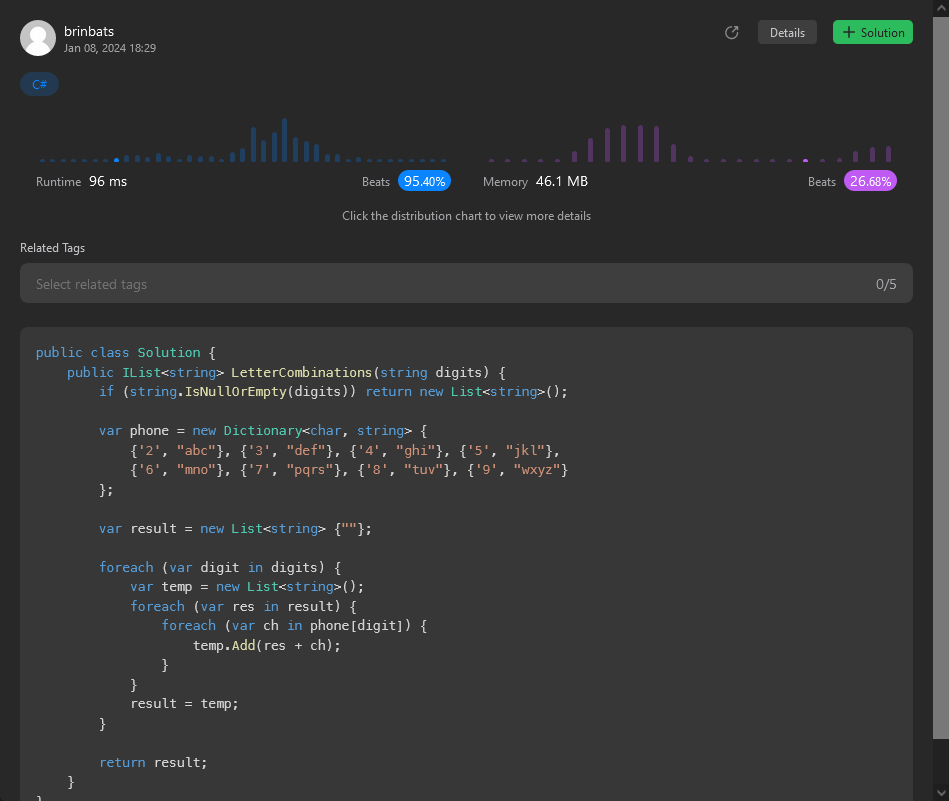 brinbats
Jan 08, 2024 18:29
Details
+ Solution
C#
Runtime 96 ms
Beats 95.40%
Memory 46.1 MB
Beats 26.68%
Click the distribution chart to view more details
Related Tags
Select related tags
0/5
public class Solution {
    public IList<string> LetterCombinations(string digits) {
        if (string.IsNullOrEmpty(digits)) return new List<string>();

        var phone = new Dictionary<char, string> {
            {'2', "abc"}, {'3', "def"}, {'4', "ghi"}, {'5', "jkl"},
            {'6', "mno"}, {'7', "pqrs"}, {'8', "tuv"}, {'9', "wxyz"}
        };

        var result = new List<string> {""};

        foreach (var digit in digits) {
            var temp = new List<string>();
            foreach (var res in result) {
                foreach (var ch in phone[digit]) {
                    temp.Add(res + ch);
                }
            }
            result = temp;
        }

        return result;
    }
}